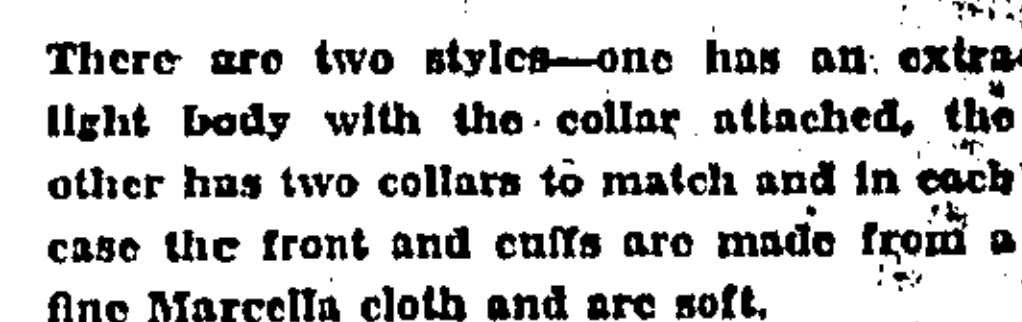 There are two styles—one has an extra
light body with the collar attached, the
other has two collars to match and in each
case the front and cuffs are made from a
fine Marcella cloth and are soft.